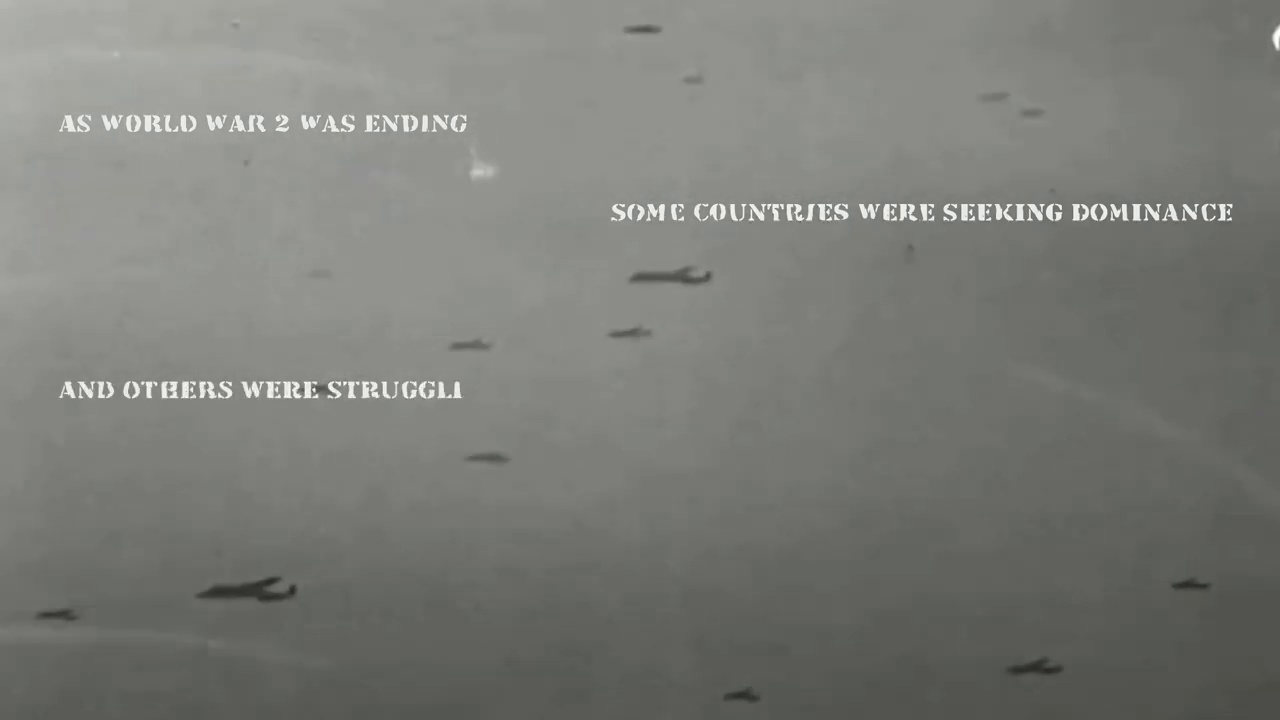 AS WORLD WAR 2 WAS ENDING
SOME COUNTRIES WERE SEEKING DOMINANCE
AND OTHERS WERE STRUGGLI